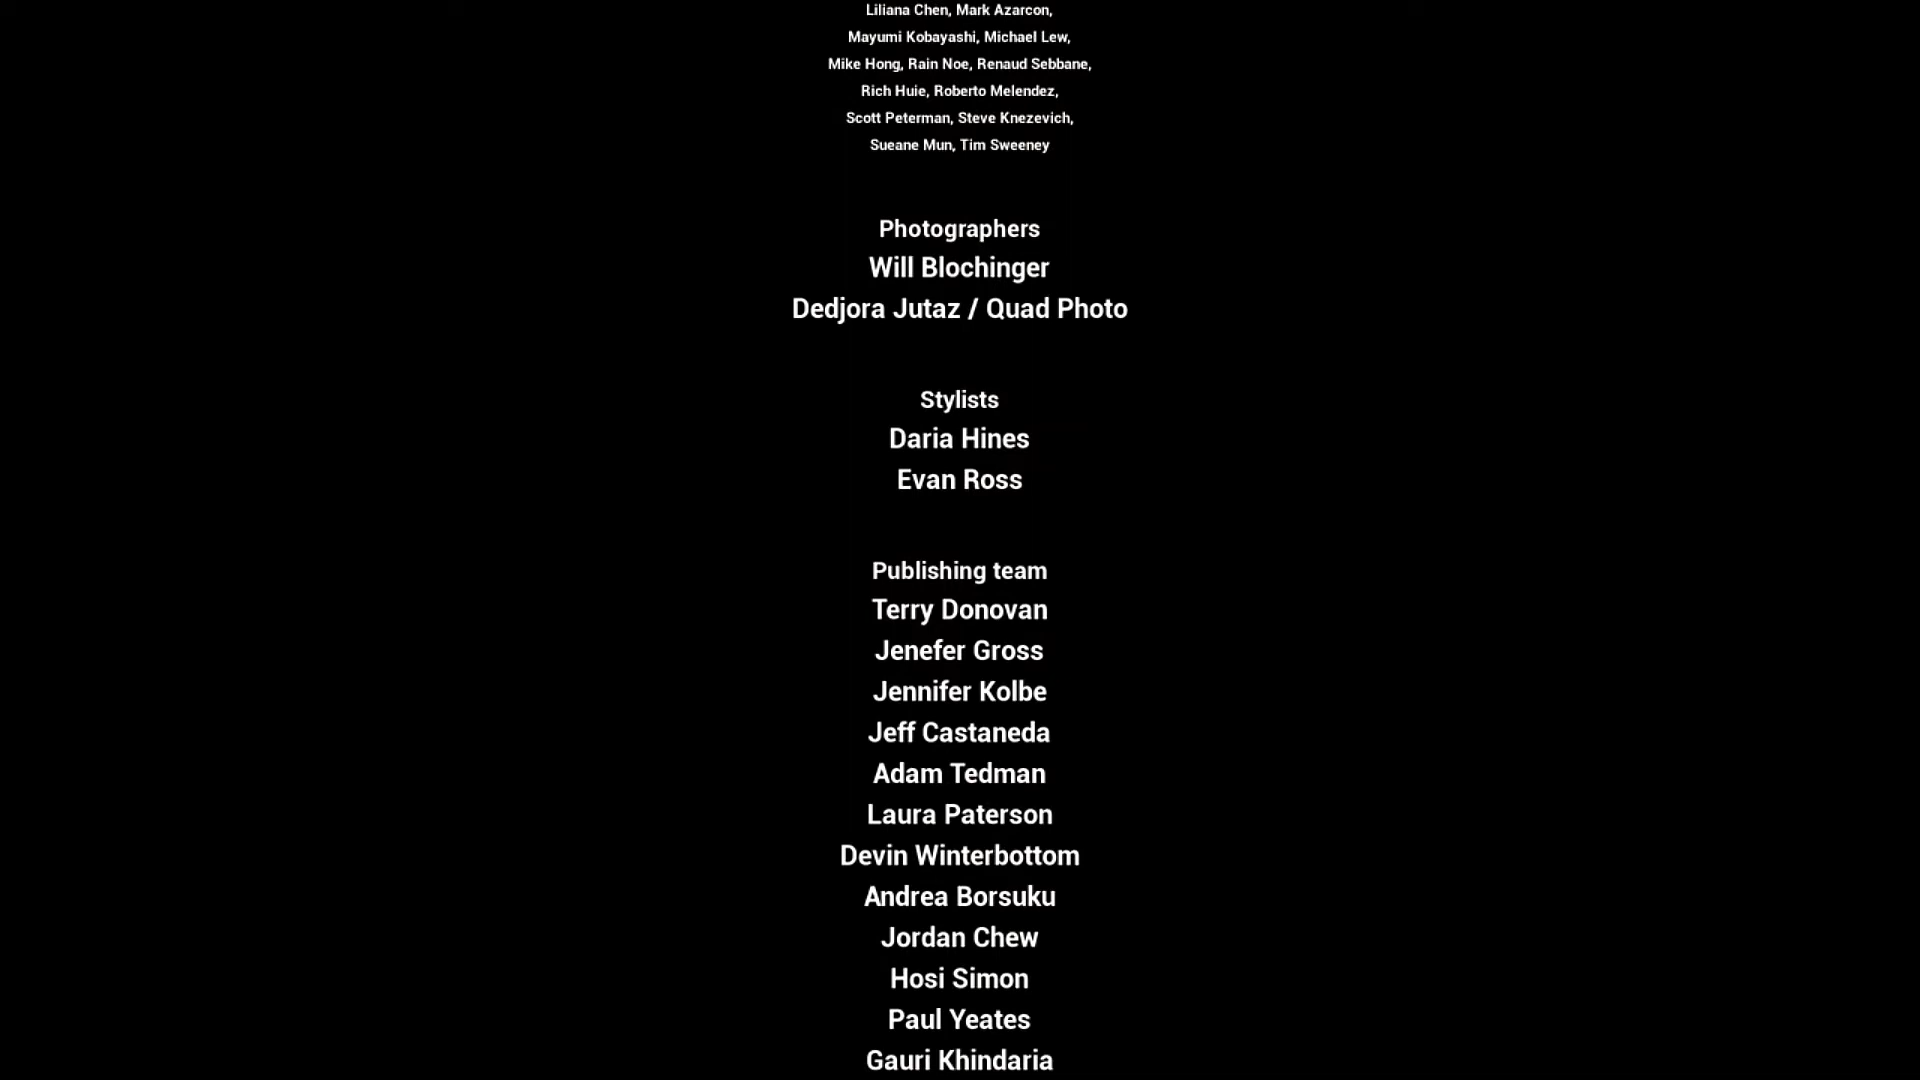 Liliana Chen, Mark Azarcon,
Mayumi Kobayashi, Michael Lew,
Mike Hong, Rain Noe, Renaud Sebbane,
Rich Huie, Roberto Melendez,
Scott Peterman, Steve Knezevich,
Sueane Mun, Tim Sweeney
Photographers
Will Blochinger
Dedjora Jutaz / Quad Photo
Stylists
Daria Hines
Evan Ross
Publishing team
Terry Donovan
Jenefer Gross
Jennifer Kolbe
Jeff Castaneda
Adam Tedman
Laura Paterson
Devin Winterbottom
Andrea Borsuku
Jordan Chew
Hosi Simon
Paul Yeates
Gauri Khindaria